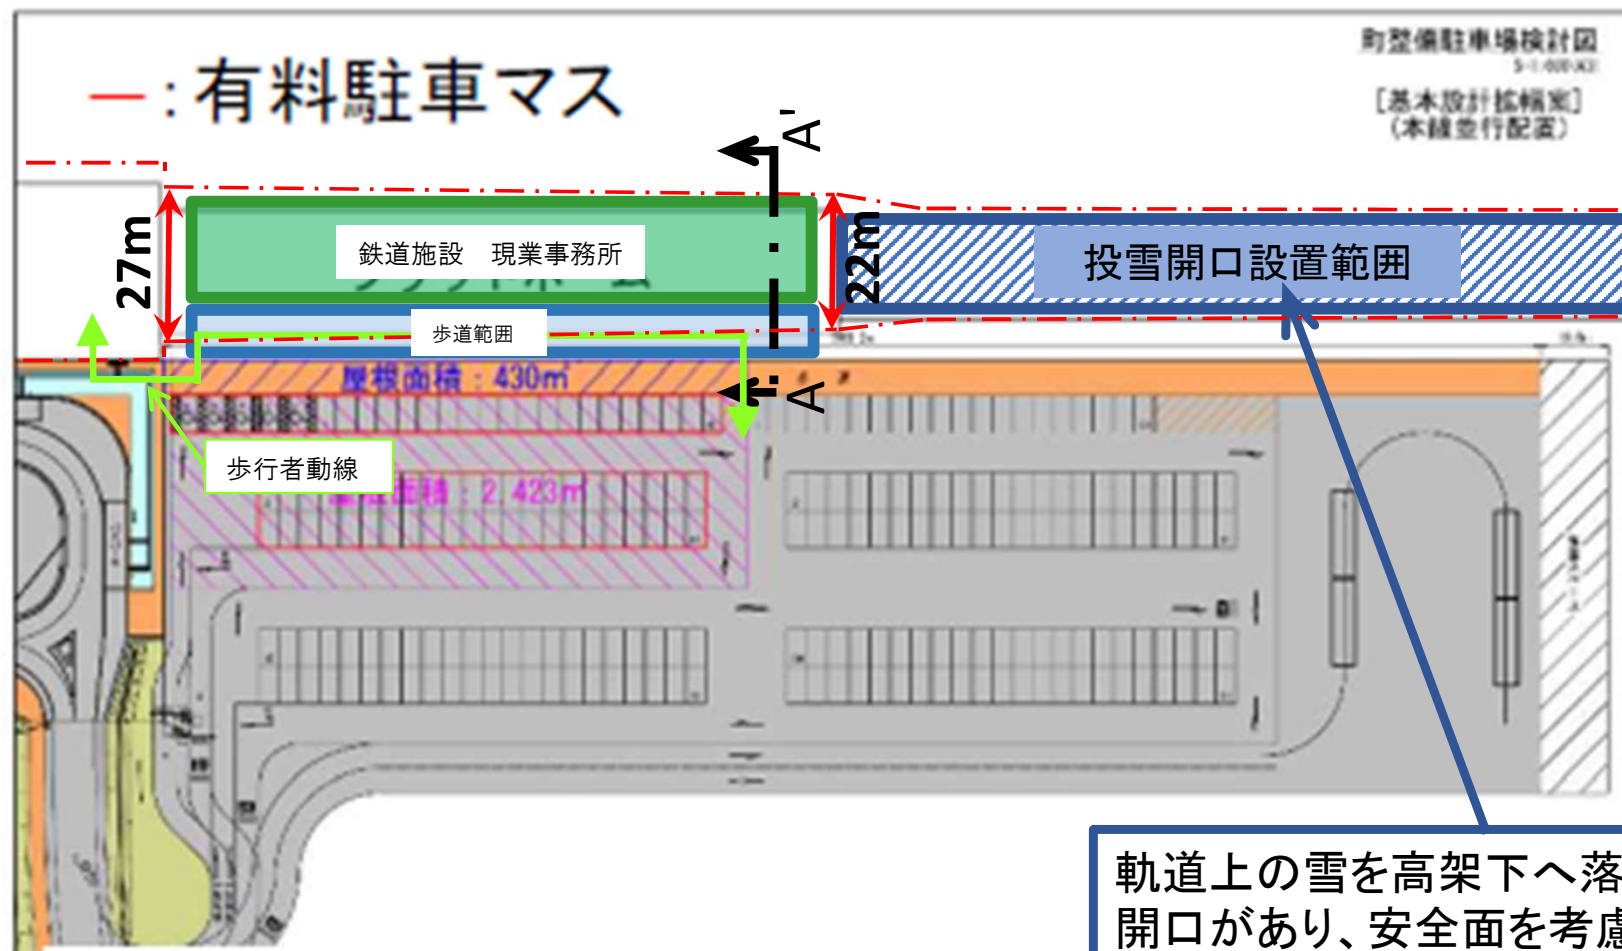 町整備駐車場検討図
[基本設計拡幅案]
(本線並行配置)
— : 有料駐車マス
A'
27m
22m
鉄道施設　現業事務所
投雪開口設置範囲
歩道範囲
屋根面積：430㎡
A
歩行者動線
面積：2,423㎡
軌道上の雪を高架下へ落
開口があり、安全面を考慮